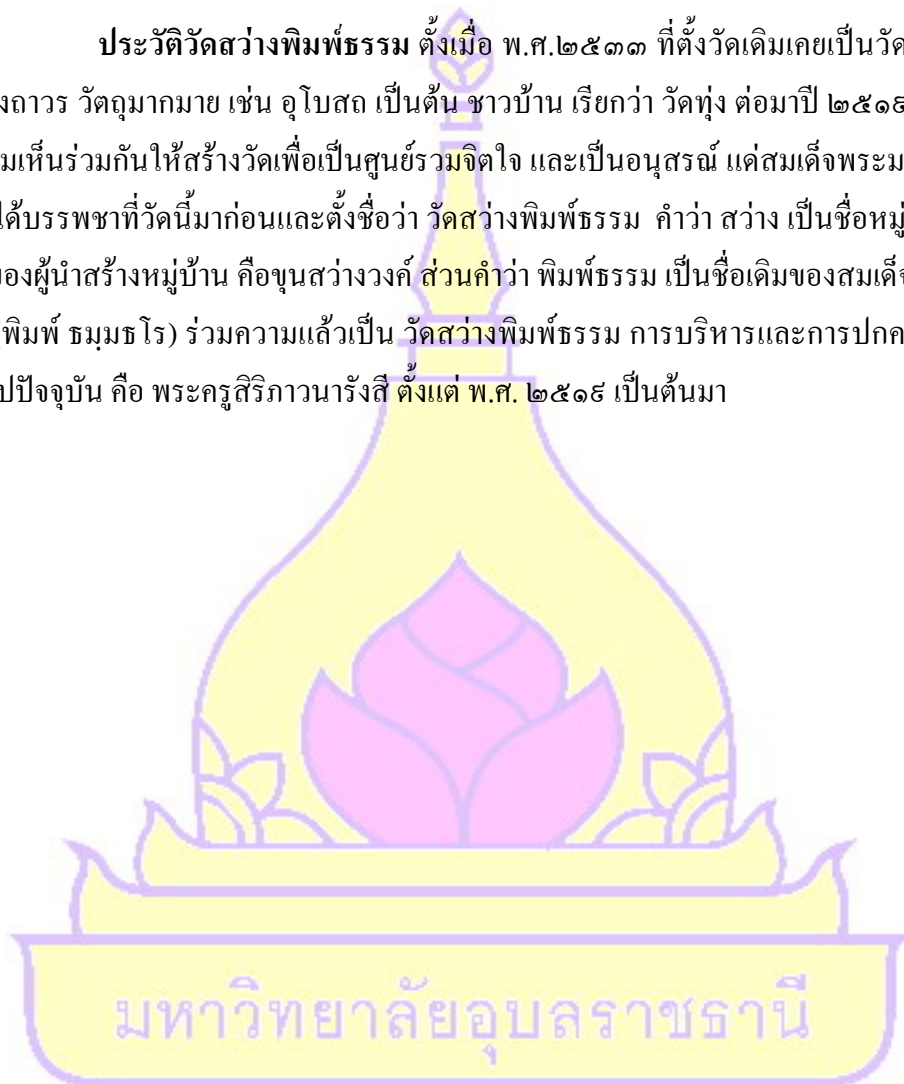 ประวัติวัดสว่างพิมพ์ธรรม ตั้งเมื่อ พ.ศ.๒๕๓๓ ที่ตั้งวัดเดิมเคยเป็นวัด
งถาวร วัตถุมากมาย เช่น อุโบสถ เป็นต้น ชาวบ้าน เรียกว่า วัดทุ่ง ต่อมาปี ๒๕๑๙
มเห็นร่วมกันให้สร้างวัดเพื่อเป็นศูนย์รวมจิตใจ และเป็นอนุสรณ์ แด่สมเด็จพระม
ได้บรรพชาที่วัดนี้มาก่อนและตั้งชื่อว่า วัดสว่างพิมพ์ธรรม คำว่า สว่าง เป็นชื่อหมู่
ของผู้นำสร้างหมู่บ้าน คือขุนสว่างวงค์ ส่วนคำว่า พิมพ์ธรรม เป็นชื่อเดิมของสมเด็จ
พิมพ์ ธมฺมธโร) ร่วมความแล้วเป็น วัดสว่างพิมพ์ธรรม การบริหารและการปกค
ปปัจจุบัน คือ พระครูสิริภาวนารังสี ตั้งแต่ พ.ศ. ๒๕๑๙ เป็นต้นมา
มหาวิทยาลัยอุบลราชธานี